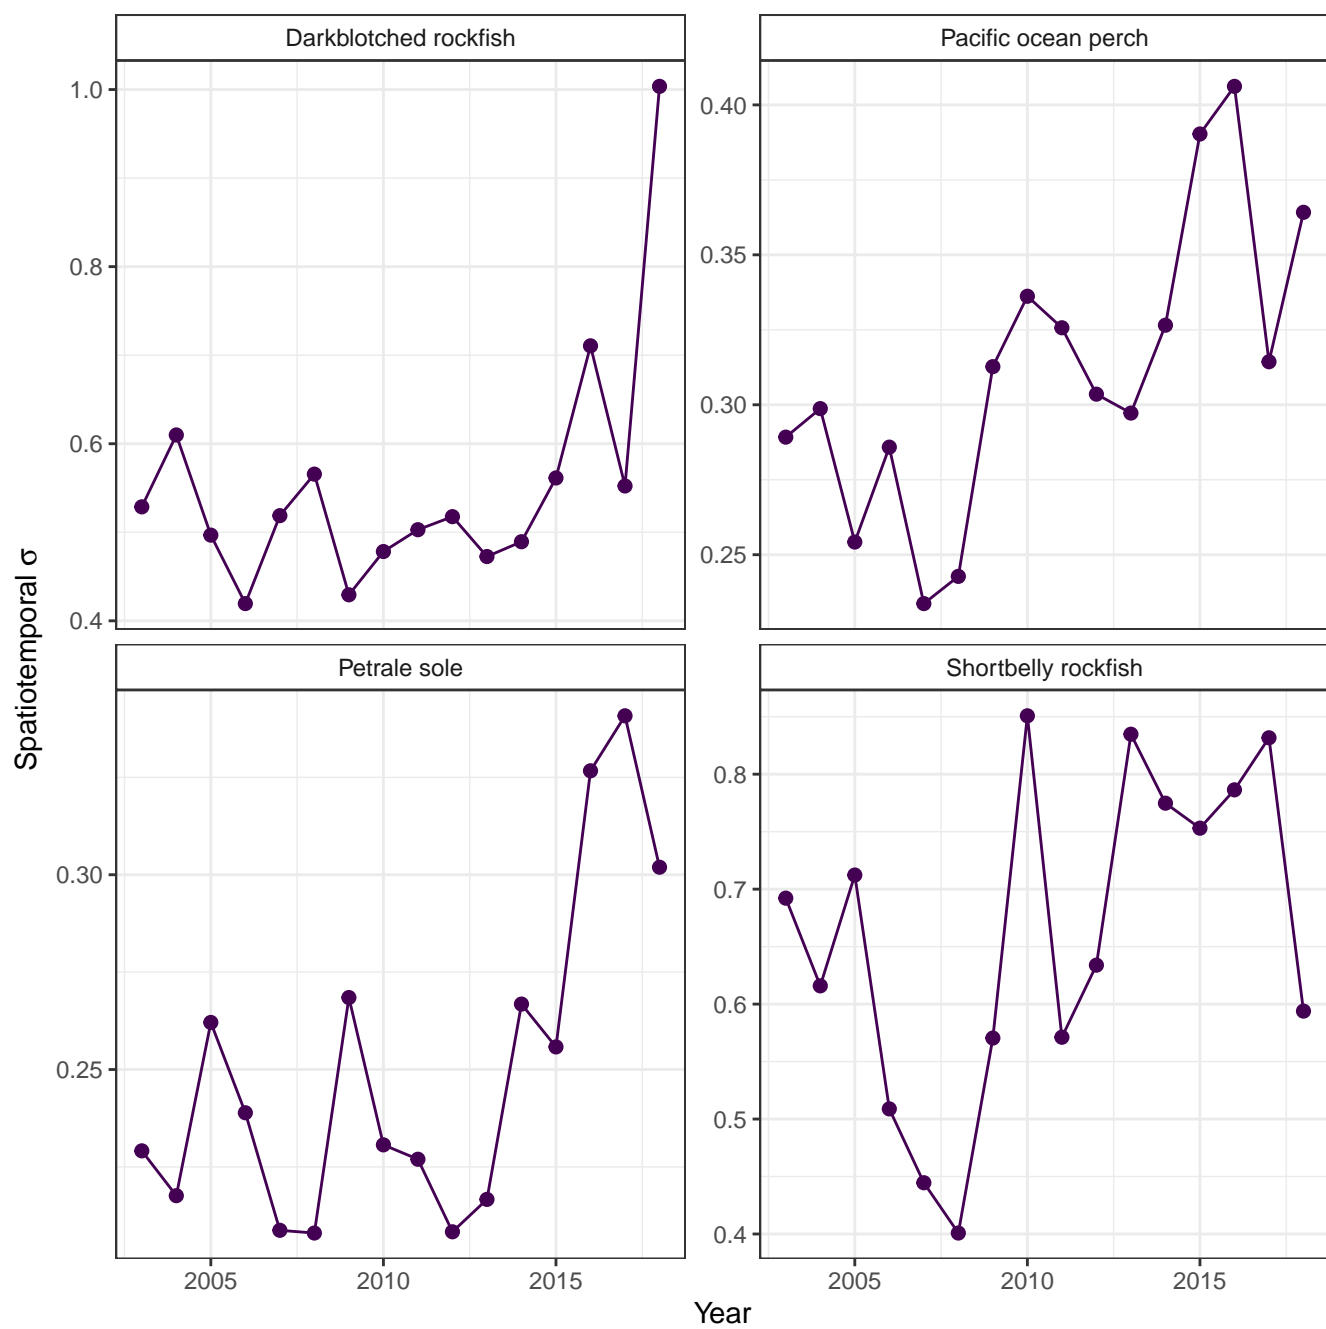 Darkblotched rockfish
Pacific ocean perch
1.0
0.8
0.6
0.4
0.40
0.35
0.30
0.25
Spatiotemporal σ
Petrale sole
Shortbelly rockfish
0.30
0.25
0.8
0.7
0.6
0.5
0.4
2005 2010 2015
2005 2010 2015
Year